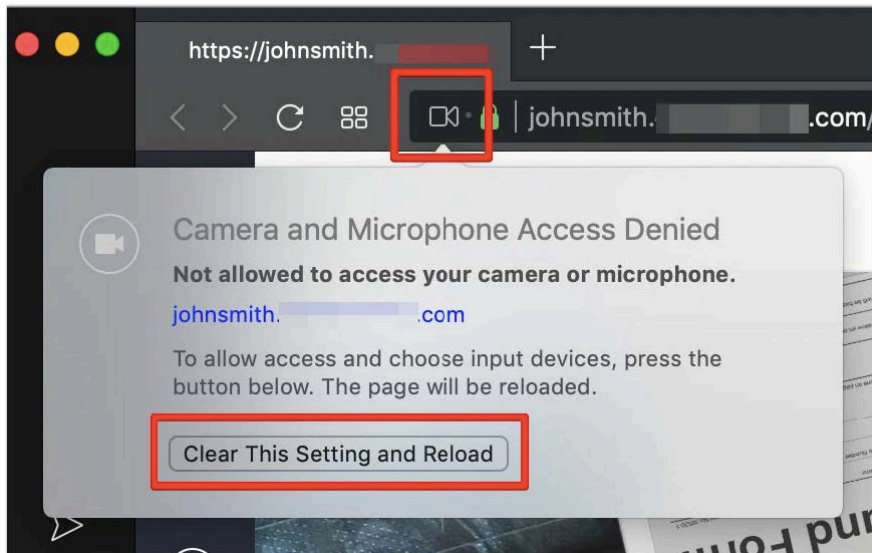 https://johnsmith.
johnsmith. .com/
Camera and Microphone Access Denied
Not allowed to access your camera or microphone.
johnsmith. .com
To allow access and choose input devices, press the
button below. The page will be reloaded.
Clear This Setting and Reload